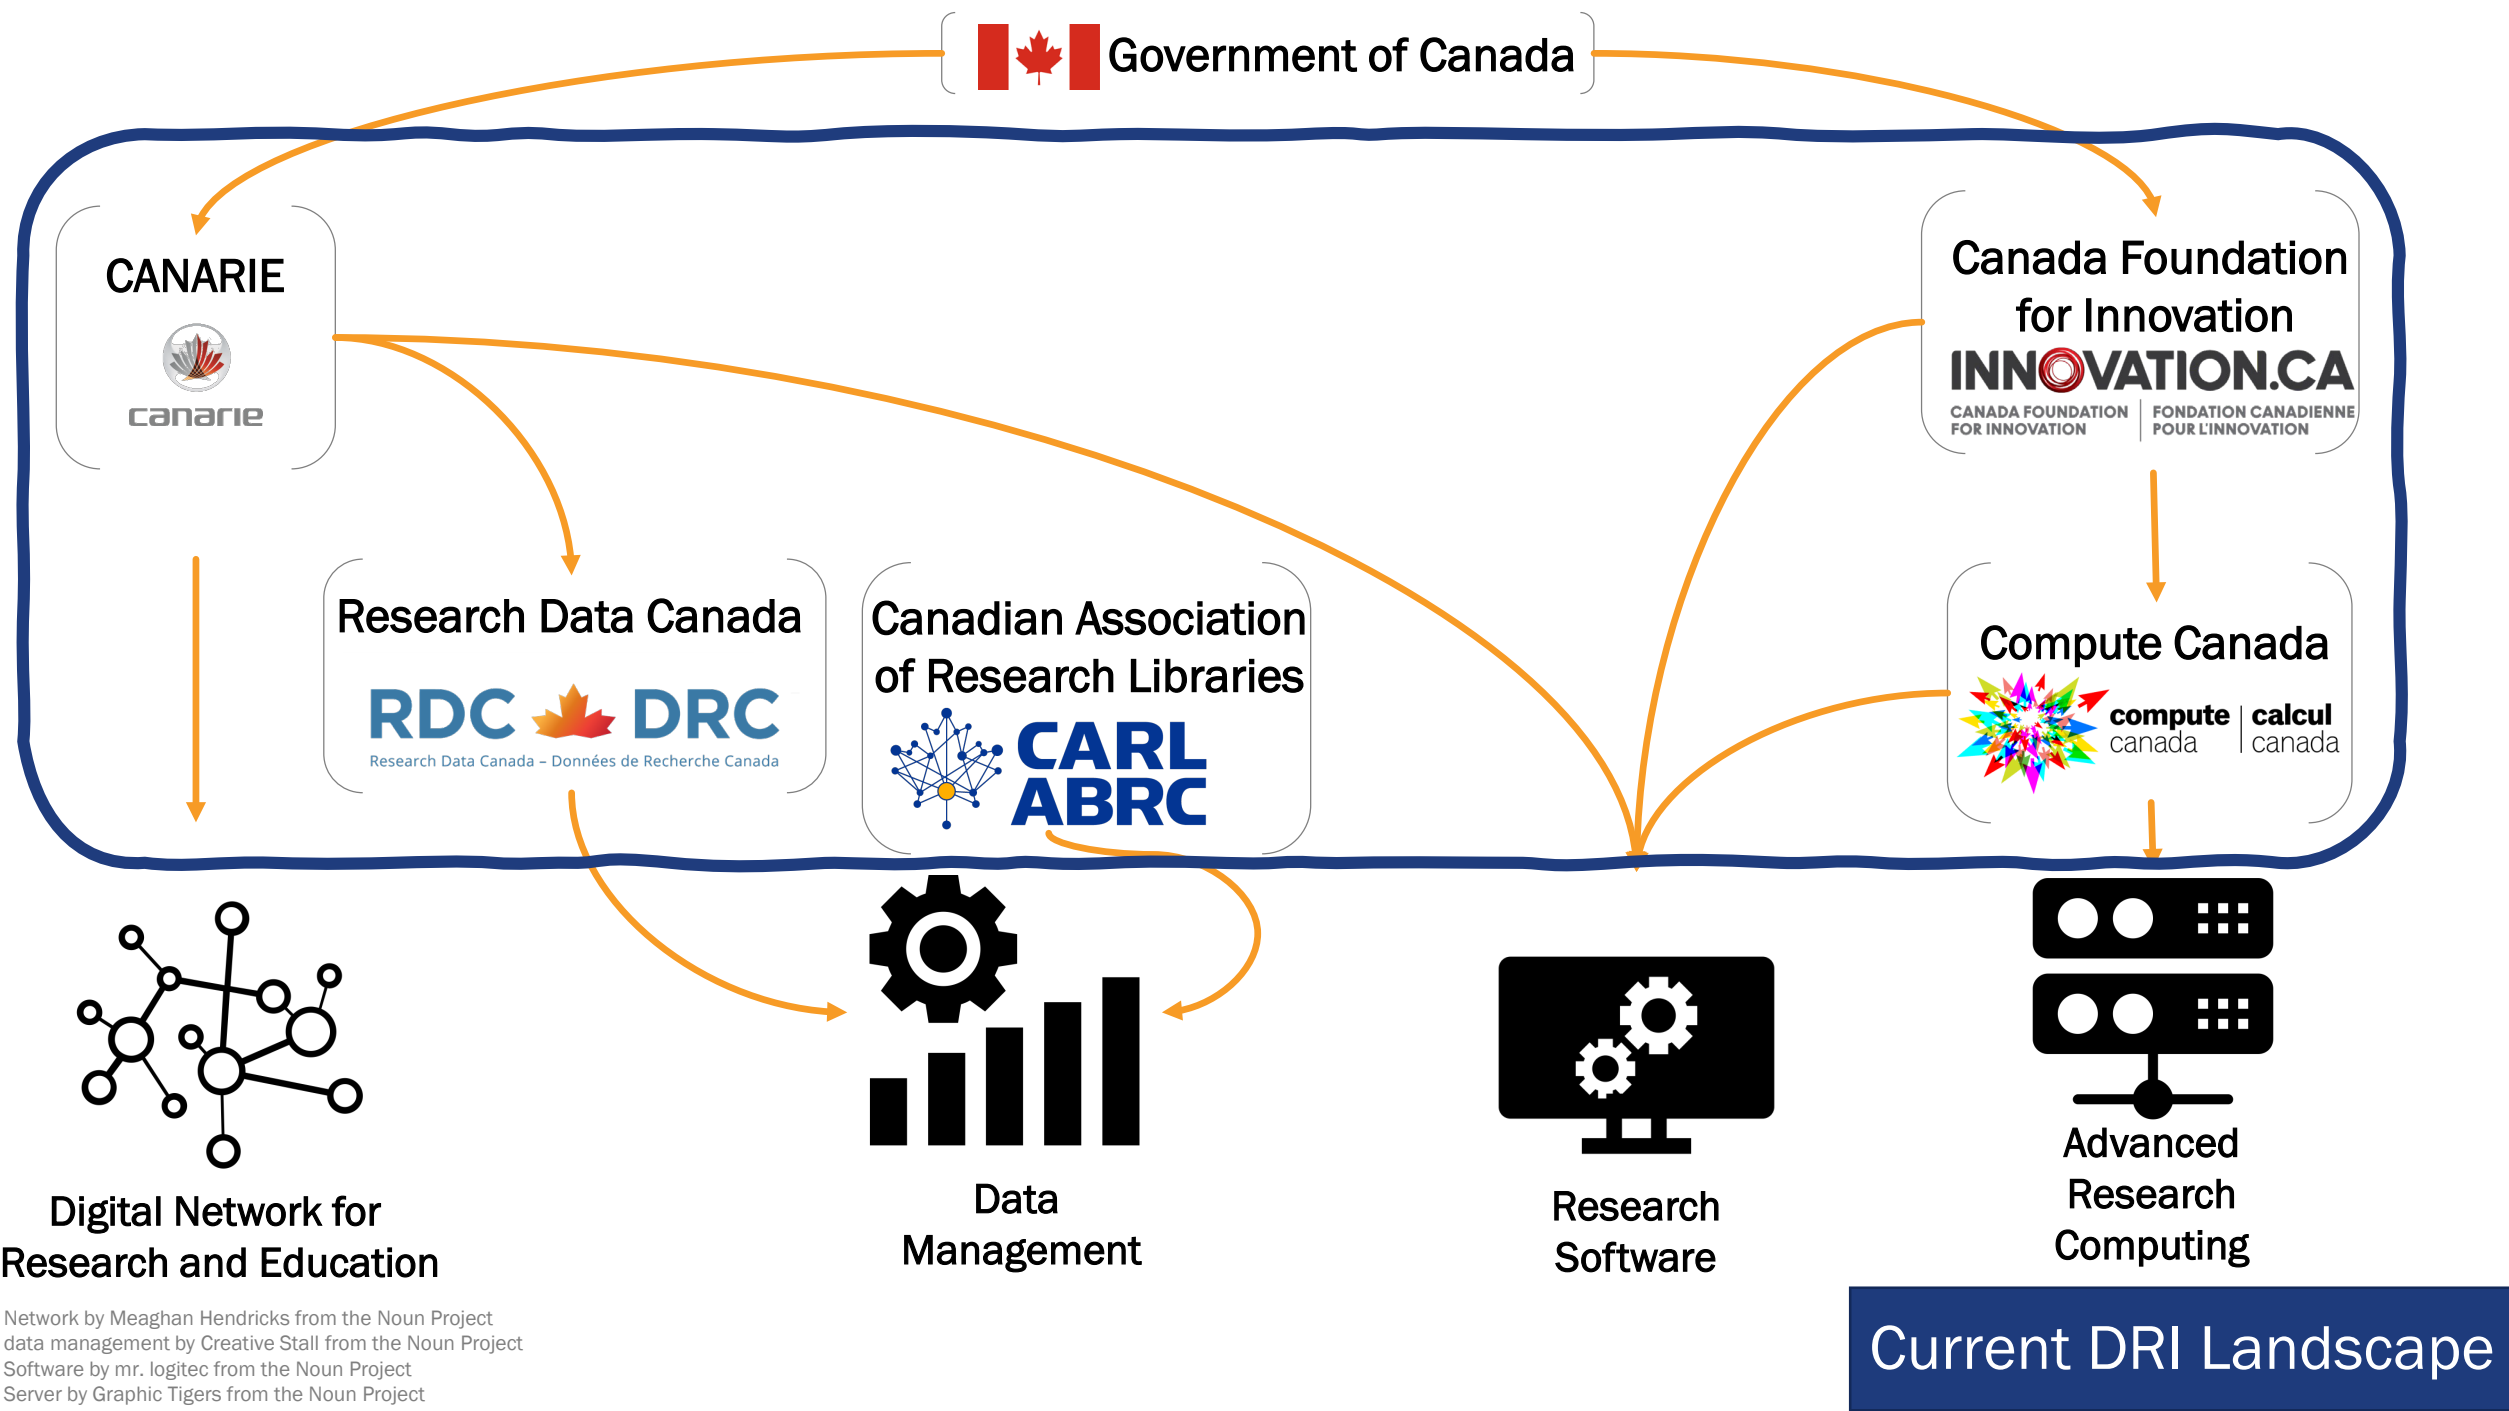 Government of Canada
CANARIE
canarie
Canada Foundation
for Innovation
INNOVATION.CA
CANADA FOUNDATION
FOR INNOVATION
FONDATION CANADIENNE
POUR L'INNOVATION
Research Data Canada
RDC DRC
Research Data Canada – Données de Recherche Canada
Canadian Association
of Research Libraries
CARL
ABRC
Compute Canada
compute
canada
calcul
canada
Digital Network for
Research and Education
Data
Management
Research
Software
Advanced
Research
Computing
Network by Meaghan Hendricks from the Noun Project
data management by Creative Stall from the Noun Project
Software by mr. logitec from the Noun Project
Server by Graphic Tigers from the Noun Project
Current DRI Landscape